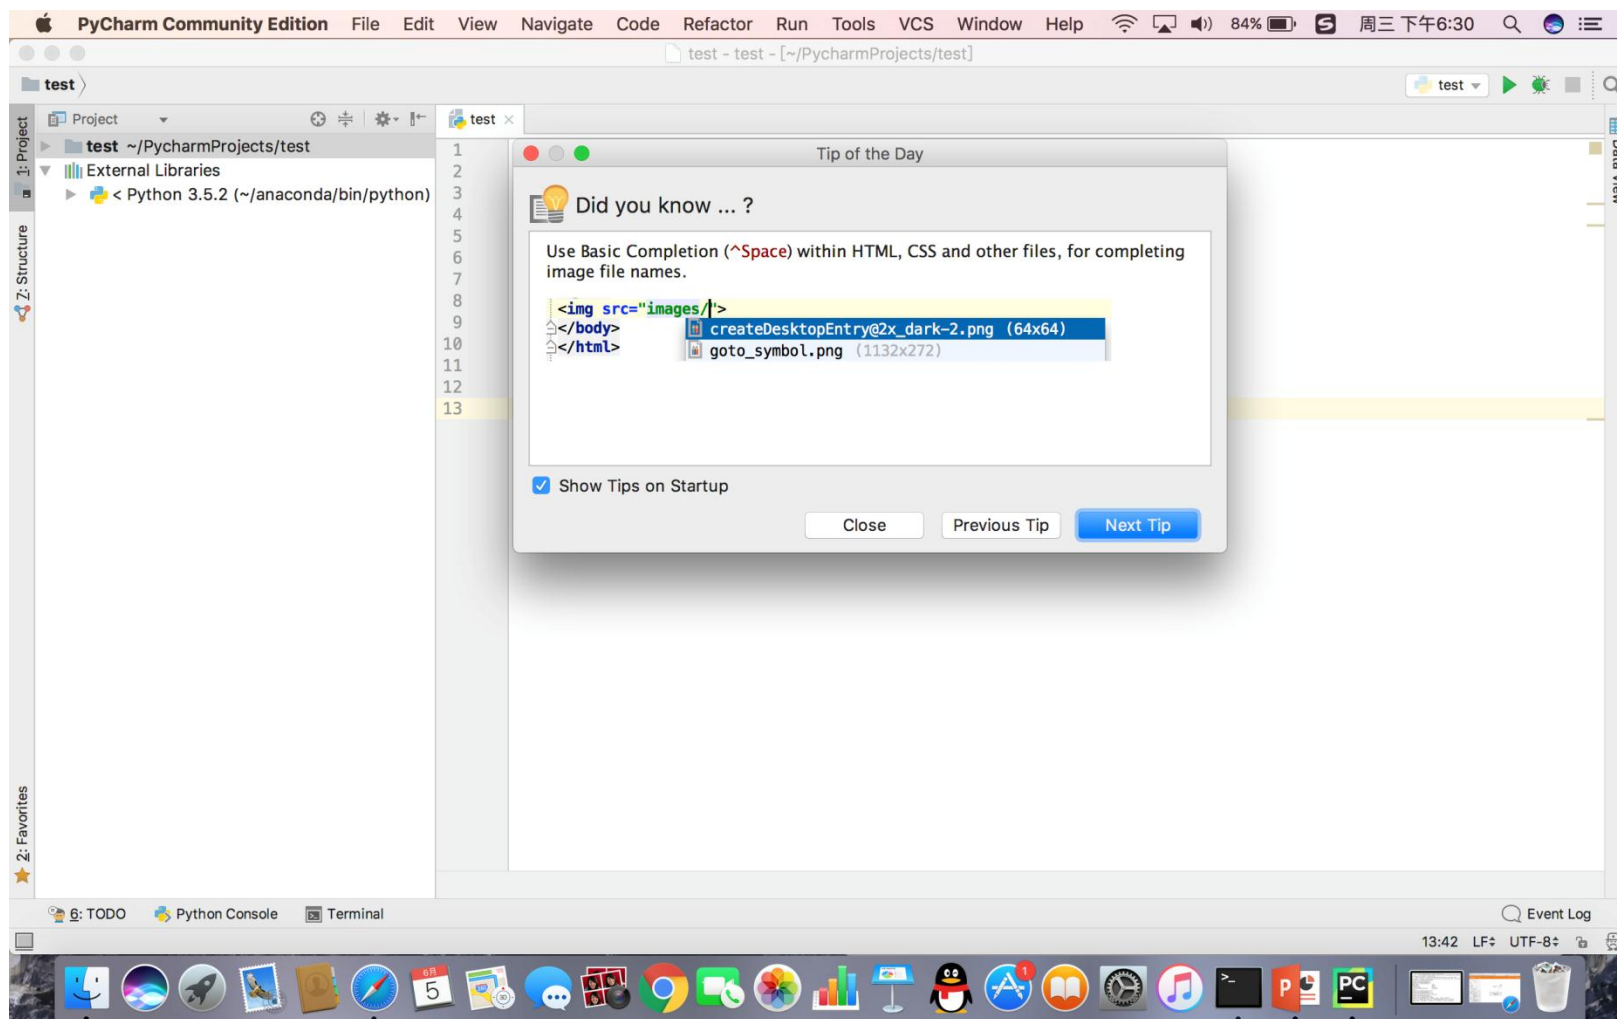 PyCharm Community Edition File Edit View Navigate Code Refactor Run Tools VCS Window Help 84% 周三 下午6:30
test - test - [~/PycharmProjects/test]
test
test
1: Project
Project
test
test ~/PycharmProjects/test
External Libraries
< Python 3.5.2 (~/anaconda/bin/python)
Z: Structure
2: Favorites
1
2
3
4
5
6
7
8
9
10
11
12
13
Tip of the Day
Did you know ... ?
Use Basic Completion (^Space) within HTML, CSS and other files, for completing
image file names.
<img src="images/">
</body>
</html>
createDesktopEntry@2x_dark-2.png (64x64)
goto_symbol.png (1132x272)
Show Tips on Startup
Close
Previous Tip
Next Tip
6: TODO
Python Console
Terminal
Event Log
13:42 LF UTF-8
6月
5
1
PC